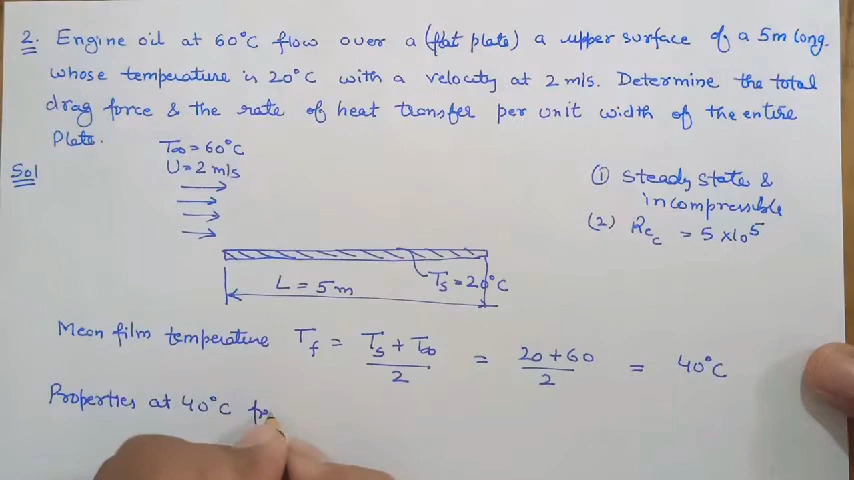 2. Engine oil at 60°C flow over a (flat plate) a upper surface of a 5m long.
whose temperature is 20°C with a velocity at 2 m/s. Determine the total
drag force & the rate of heat transfer per unit width of the entire
Plate.
Sol
T∞ = 60°C
U = 2 m/s
① Steady state &
incompressible
(2) Re_c = 5 x10^5
L = 5m
Ts = 20°C
Mean film temperature T_f = (Ts + T∞)/2 = (20 + 60)/2 = 40°C
Properties at 40°C